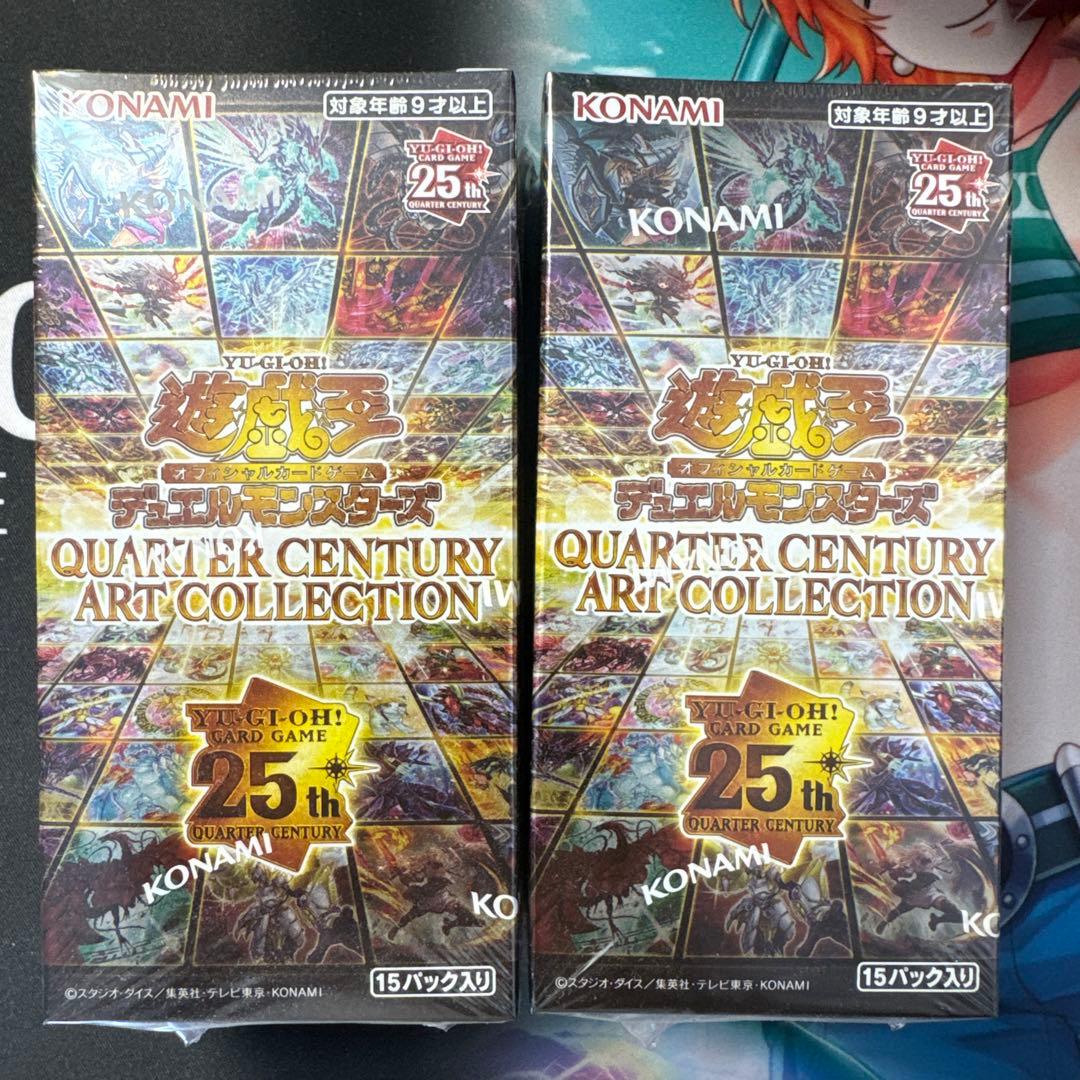 KONAMI
対象年齢9才以上
YU-GI-OH!
CARD GAME
25th
QUARTER CENTURY
KONAMI
YU-GI-OH!
遊戯王
オフィシャルカードゲーム
デュエルモンスターズ
QUARTER CENTURY
ART COLLECTION
YU-GI-OH!
CARD GAME
25th
QUARTER CENTURY
KONAMI
KO
15パック入り
©スタジオ・ダイス/集英社・テレビ東京・KONAMI
KONAMI
対象年齢9才以上
YU-GI-OH!
CARD GAME
25th
QUARTER CENTURY
KONAMI
YU-GI-OH!
遊戯王
オフィシャルカードゲーム
デュエルモンスターズ
QUARTER CENTURY
ART COLLECTION
YU-GI-OH!
CARD GAME
25th
QUARTER CENTURY
KONAMI
KO
15パック入り
©スタジオ・ダイス/集英社・テレビ東京・KONAMI